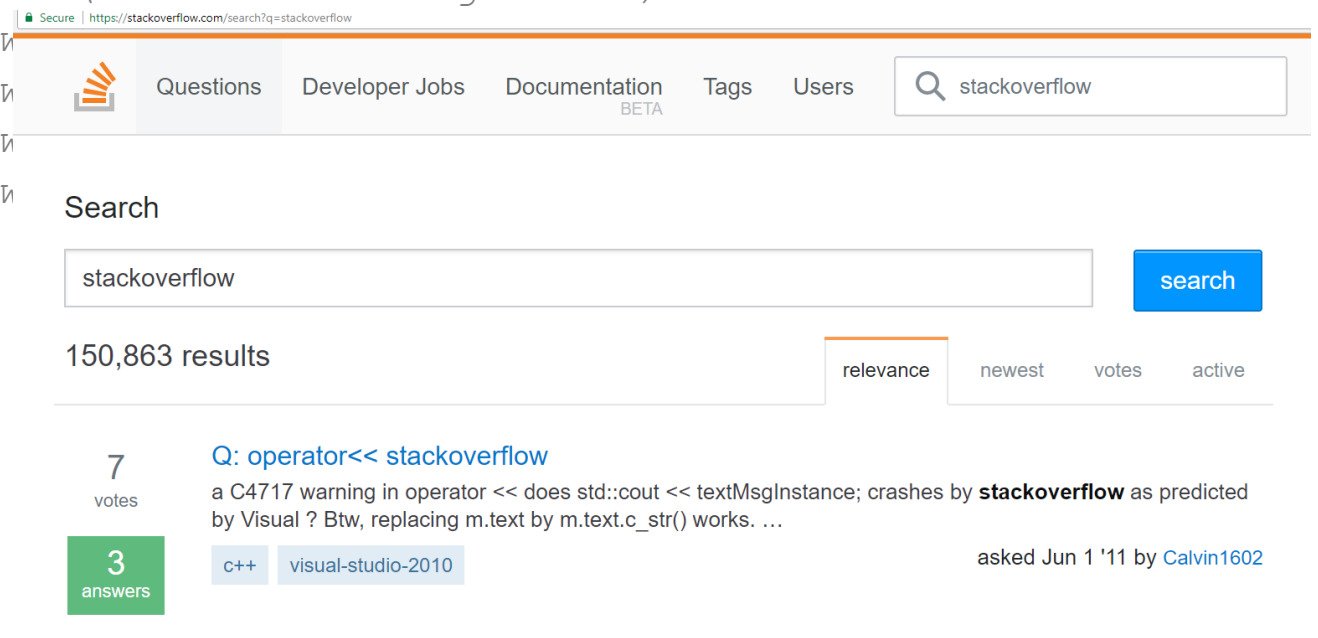 Secure | https://stackoverflow.com/search?q=stackoverflow
Questions Developer Jobs Documentation BETA Tags Users stackoverflow
Search
stackoverflow search
150,863 results relevance newest votes active
7 votes
Q: operator<< stackoverflow
a C4717 warning in operator << does std::cout << textMsgInstance; crashes by stackoverflow as predicted
by Visual ? Btw, replacing m.text by m.text.c_str() works. …
3 answers
c++ visual-studio-2010 asked Jun 1 '11 by Calvin1602